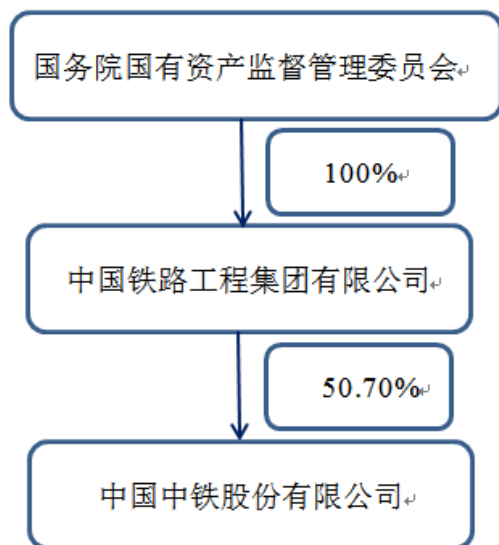 国务院国有资产监督管理委员会
100%
中国铁路工程集团有限公司
50.70%
中国中铁股份有限公司